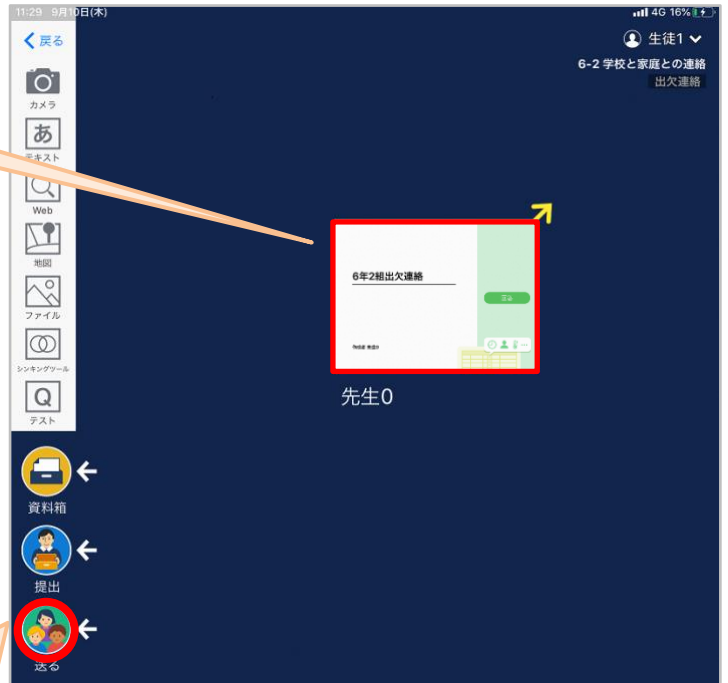 11:29 9月10日(木)
4G 16%
戻る
生徒1
6-2 学校と家庭との連絡
出欠連絡
カメラ
あ
テキスト
Web
地図
ファイル
シンキングツール
Q
テスト
6年2組出欠連絡
先生0
資料箱
提出
送る